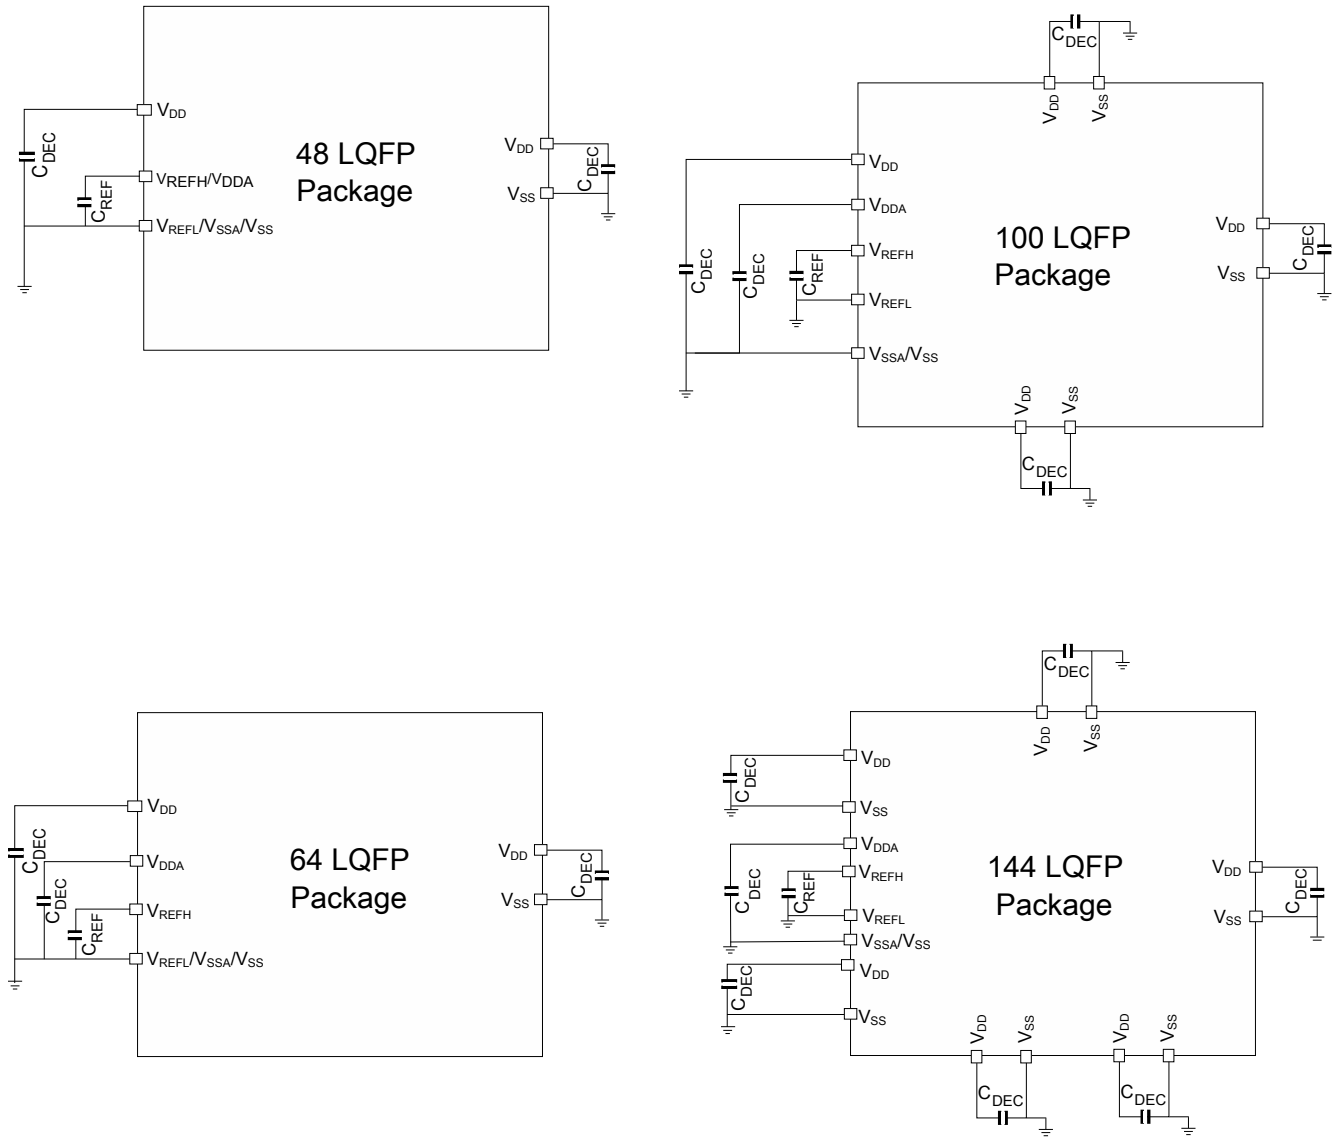 VDD
CDEC
VREFH/VDDA
CREF
VREFL/VSSA/VSS
48 LQFP
Package
VDD
CDEC
VSS
CDEC
VDD
VSS
VDD
CDEC
VDDA
CDEC
VREFH
CREF
VREFL
VSSA/VSS
100 LQFP
Package
VDD
CDEC
VSS
VDD
VSS
CDEC
VDD
CDEC
VDDA
CDEC
VREFH
CREF
VREFL/VSSA/VSS
64 LQFP
Package
VDD
CDEC
VSS
CDEC
VDD
VSS
VDD
CDEC
VSS
VDDA
CDEC
VREFH
CREF
VREFL
VSSA/VSS
VDD
CDEC
VSS
144 LQFP
Package
VDD
CDEC
VSS
VDD
VSS
CDEC
VDD
VSS
CDEC